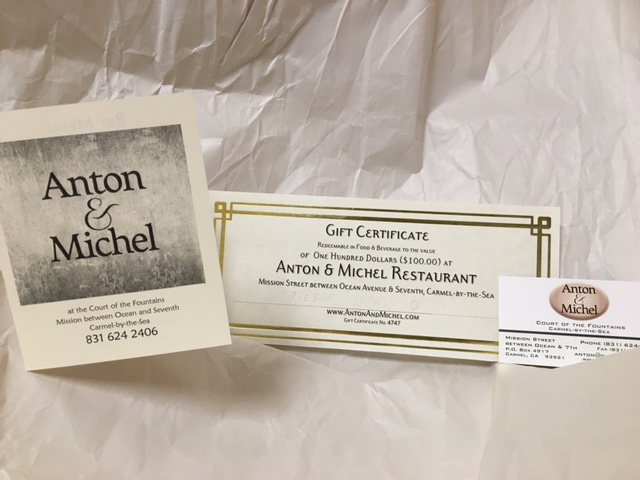 Anton
&
Michel
at the Court of the Fountains
Mission between Ocean and Seventh
Carmel-by-the-Sea
831 624 2406
Gift Certificate
Redeemable in Food & Beverage to the value
of One Hundred Dollars ($100.00) at
Anton & Michel Restaurant
Mission Street between Ocean Avenue & Seventh, Carmel-by-the-Sea
www.AntonAndMichel.com
Gift Certificate No. 4747
Anton
&
Michel
Court of the Fountains
Carmel-by-the-Sea
Mission Street
between Ocean & 7th
P.O. Box 4917
Carmel, CA 93921
Phone (831) 624-
Fax (831)
anton@